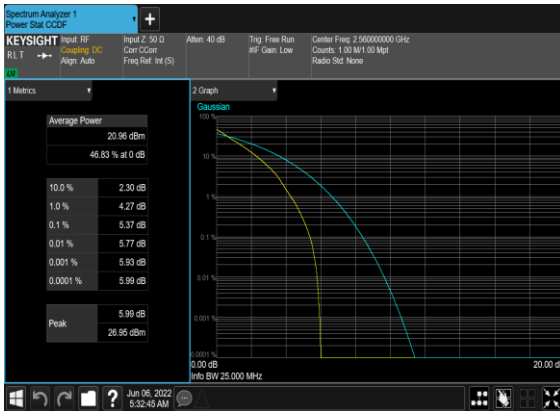 Spectrum Analyzer 1
Power Stat CCDF
KEYSIGHT
RLT
LM
Input: RF
Coupling: DC
Align: Auto
Input Z: 50 Ω
Corr CCorr
Freq Ref: Int (S)
Atten: 40 dB
Trig: Free Run
#IF Gain: Low
Center Freq: 2.560000000 GHz
Counts: 1.00 M/1.00 Mpt
Radio Std: None
1 Metrics
Average Power
20.96 dBm
46.83 % at 0 dB
10.0 % 2.30 dB
1.0 % 4.27 dB
0.1 % 5.37 dB
0.01 % 5.77 dB
0.001 % 5.93 dB
0.0001 % 5.99 dB
Peak
5.99 dB
26.95 dBm
2 Graph
Gaussian
100 %
10 %
1 %
0.1 %
0.01 %
0.001 %
0.0001 %
0.00 dB
20.00 d
Info BW 25.000 MHz
Jun 06, 2022
5:32:45 AM